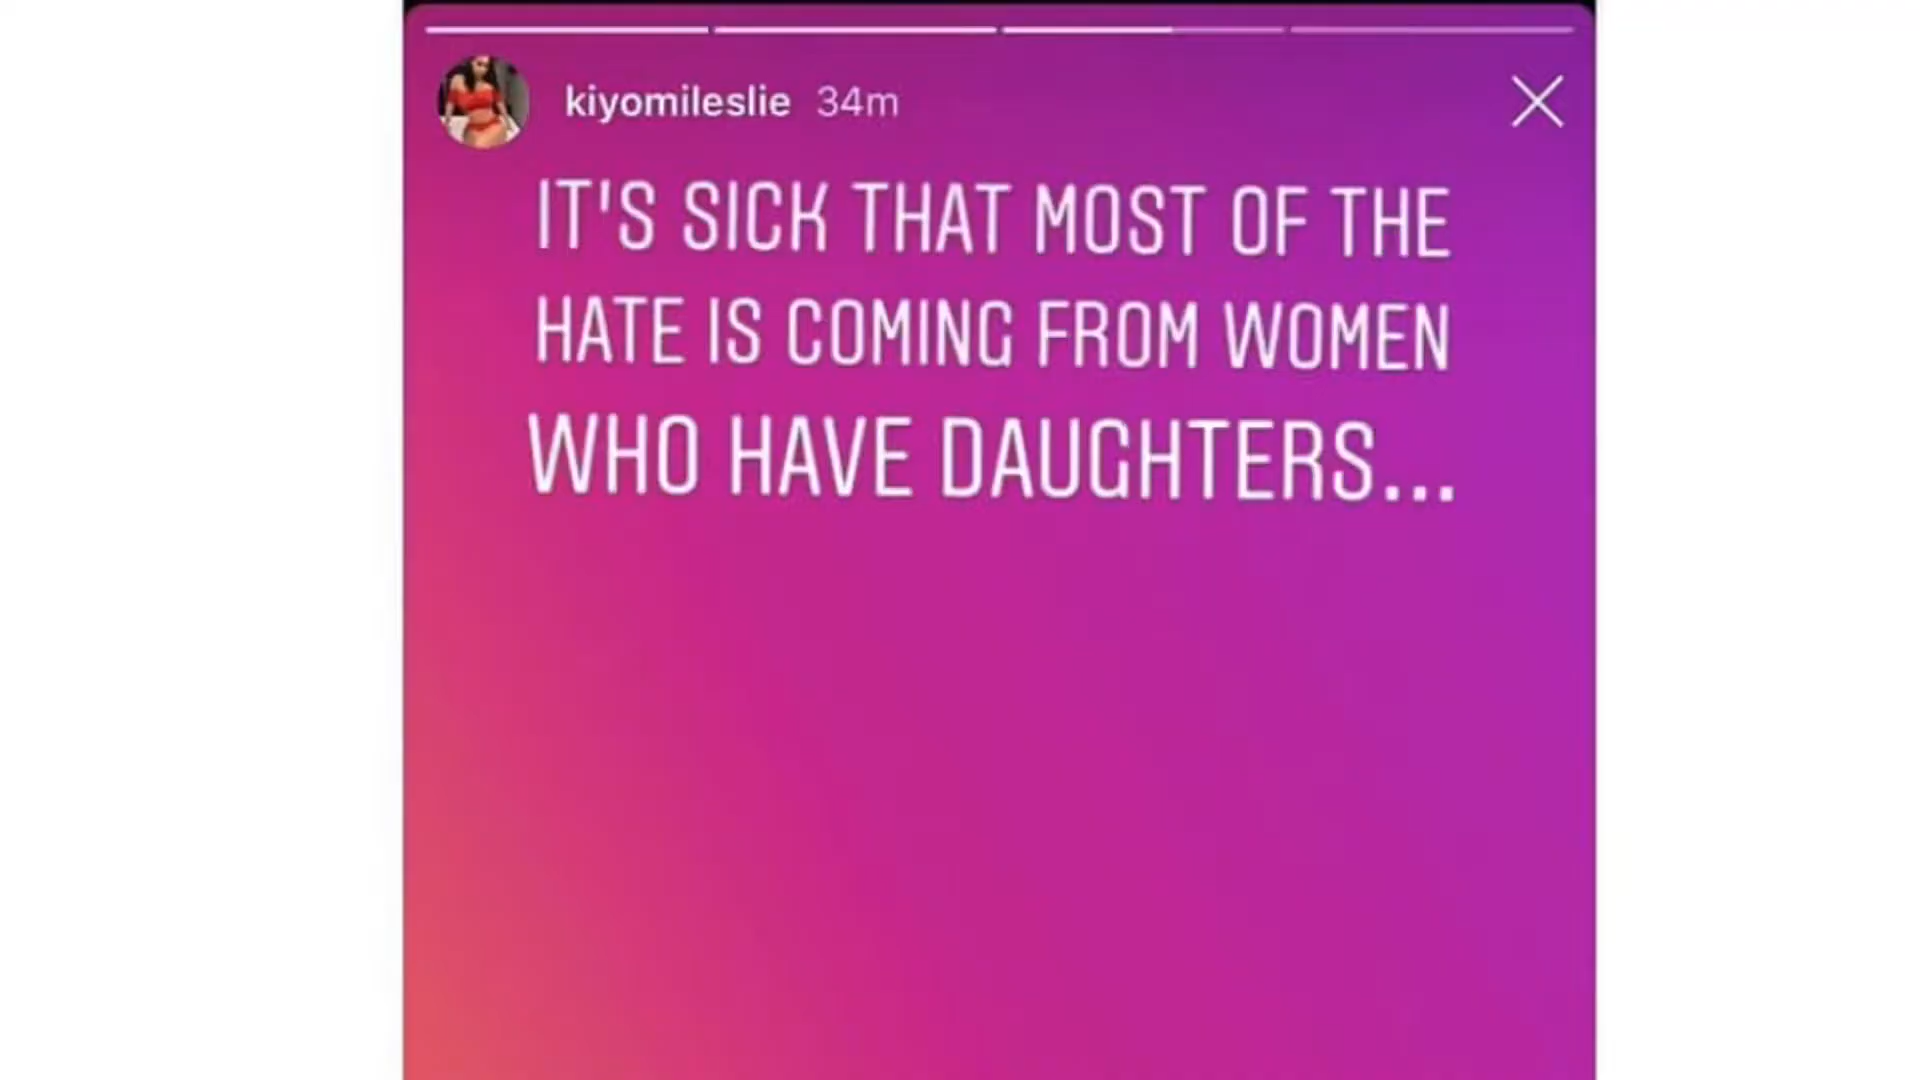 kiyomileslie 34m
IT'S SICK THAT MOST OF THE
HATE IS COMING FROM WOMEN
WHO HAVE DAUGHTERS...